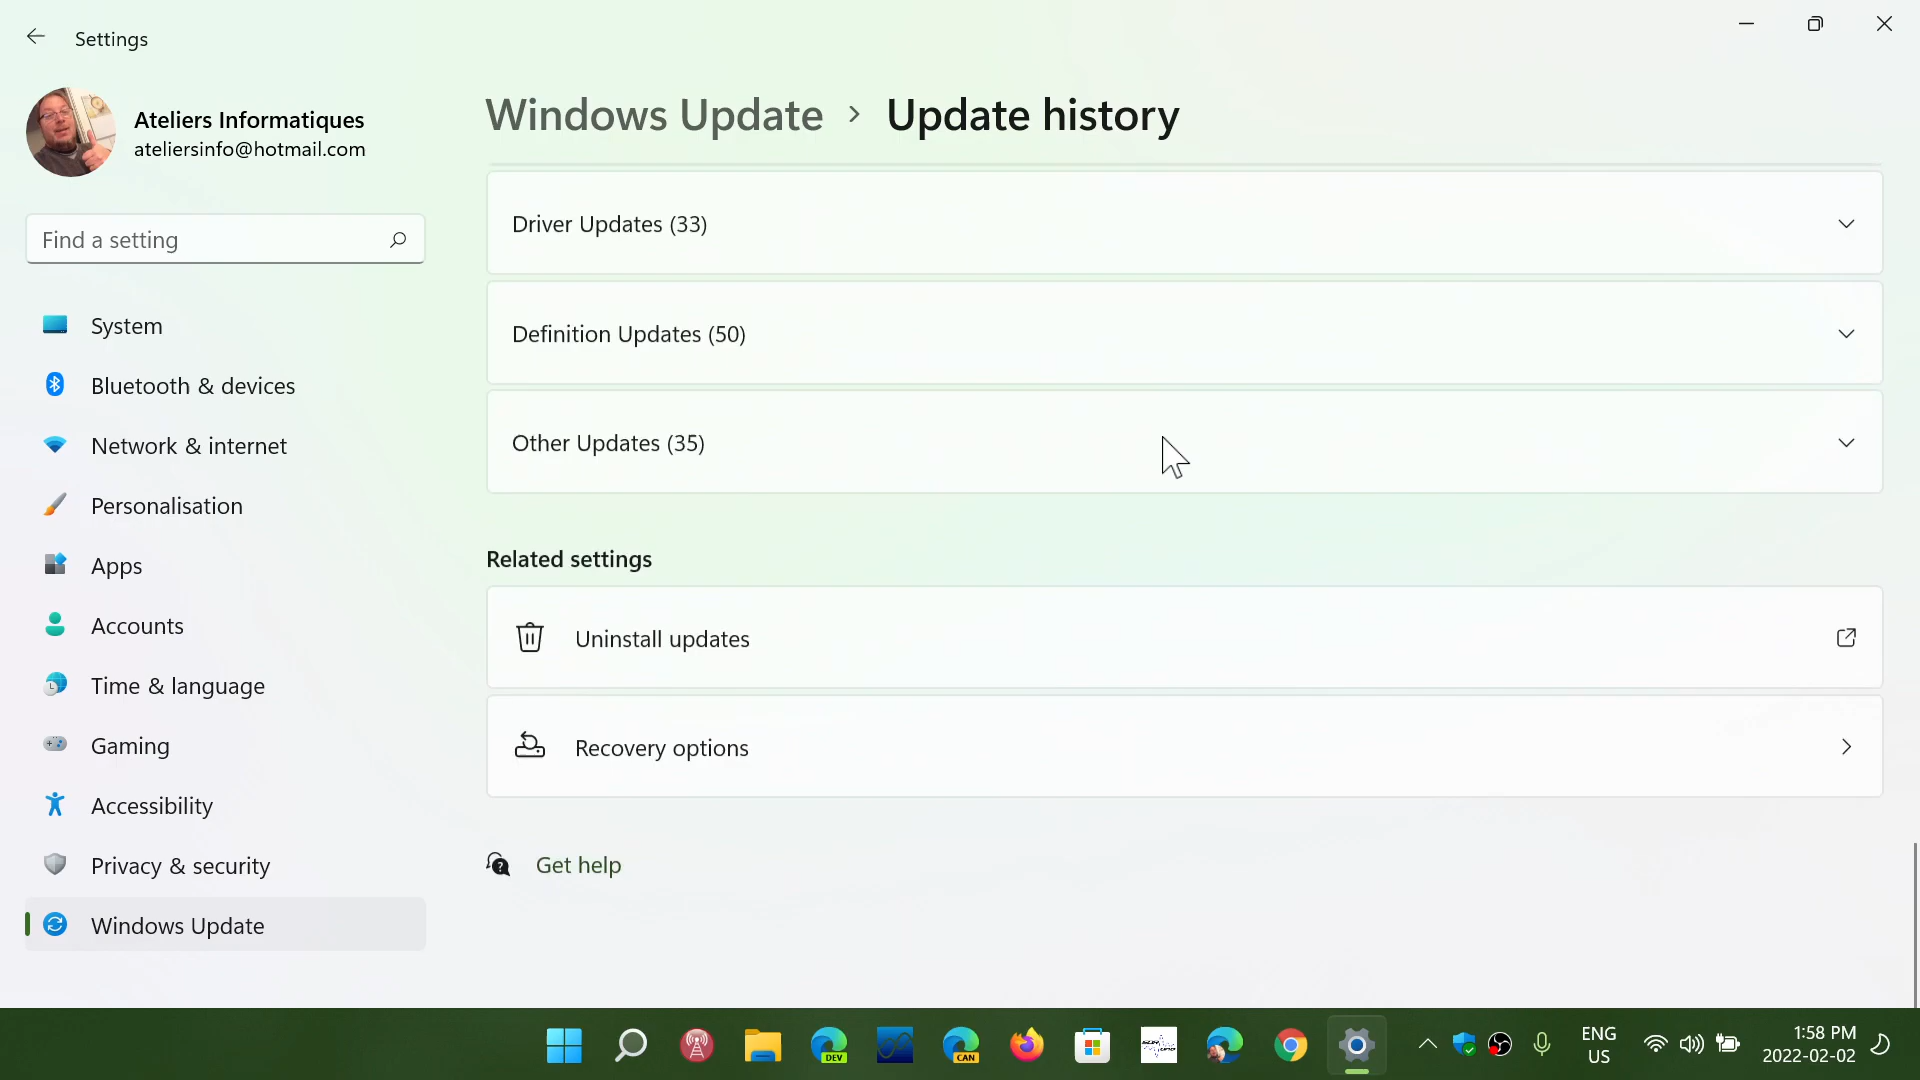 Settings
Ateliers Informatiques
ateliersinfo@hotmail.com
Find a setting
System
Bluetooth & devices
Network & internet
Personalisation
Apps
Accounts
Time & language
Gaming
Accessibility
Privacy & security
Windows Update
Windows Update > Update history
Driver Updates (33)
Definition Updates (50)
Other Updates (35)
Related settings
Uninstall updates
Recovery options
Get help
DEV
CAN
ENG
US
1:58 PM
2022-02-02